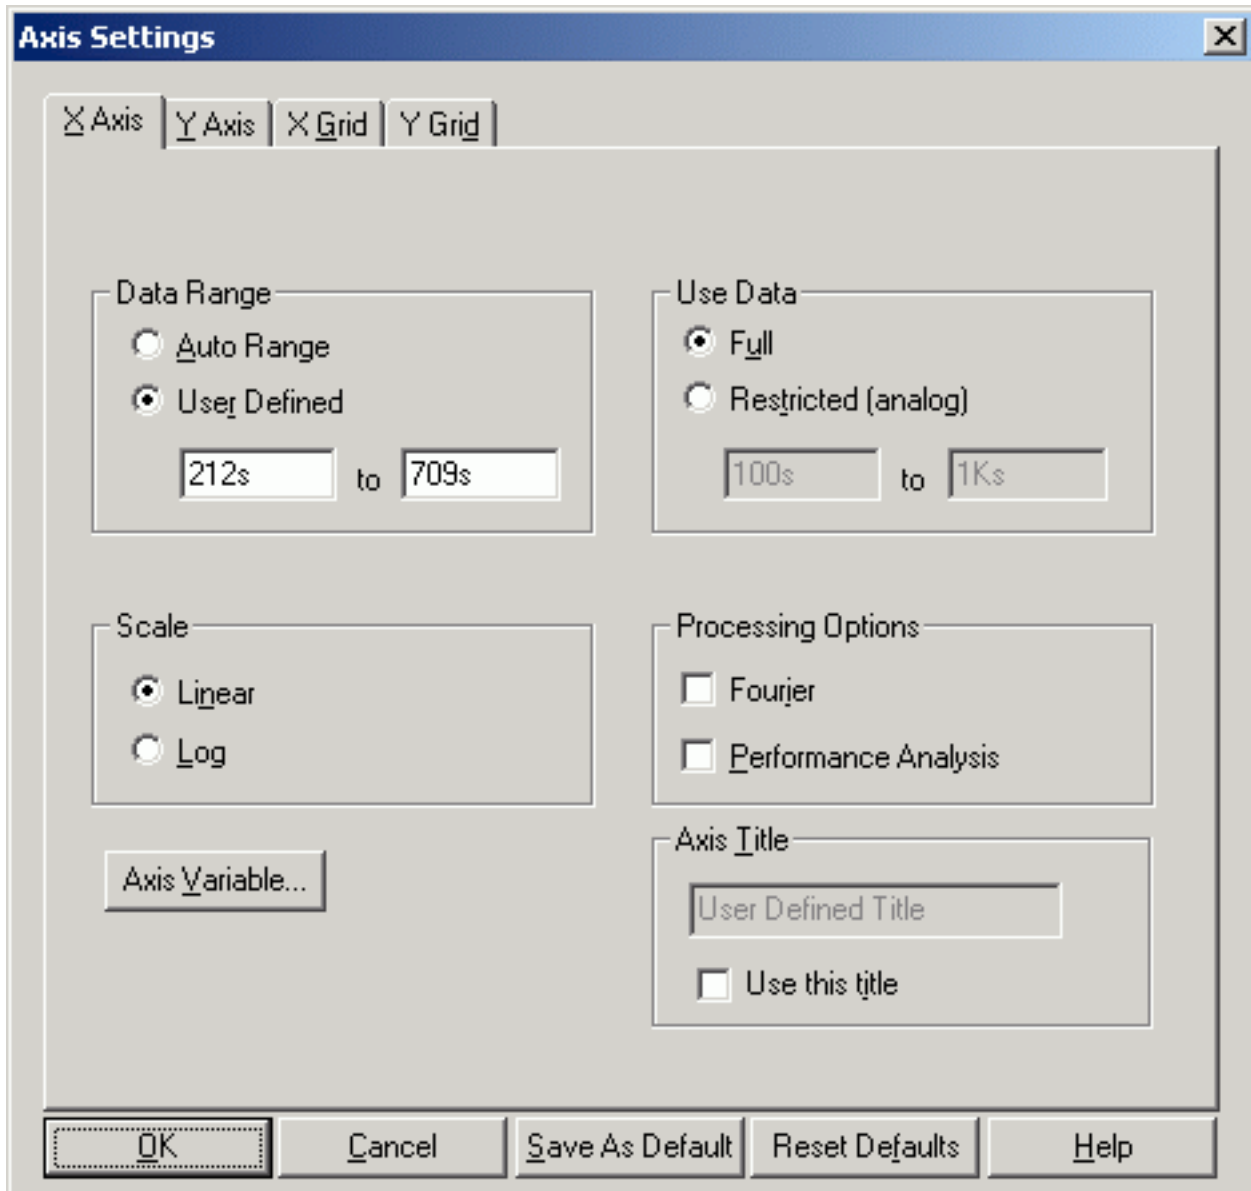 Axis Settings
X Axis
Y Axis
X Grid
Y Grid
Data Range
Auto Range
User Defined
212s to 709s
Use Data
Full
Restricted (analog)
100s to 1Ks
Scale
Linear
Log
Processing Options
Fourier
Performance Analysis
Axis Variable...
Axis Title
User Defined Title
Use this title
OK
Cancel
Save As Default
Reset Defaults
Help